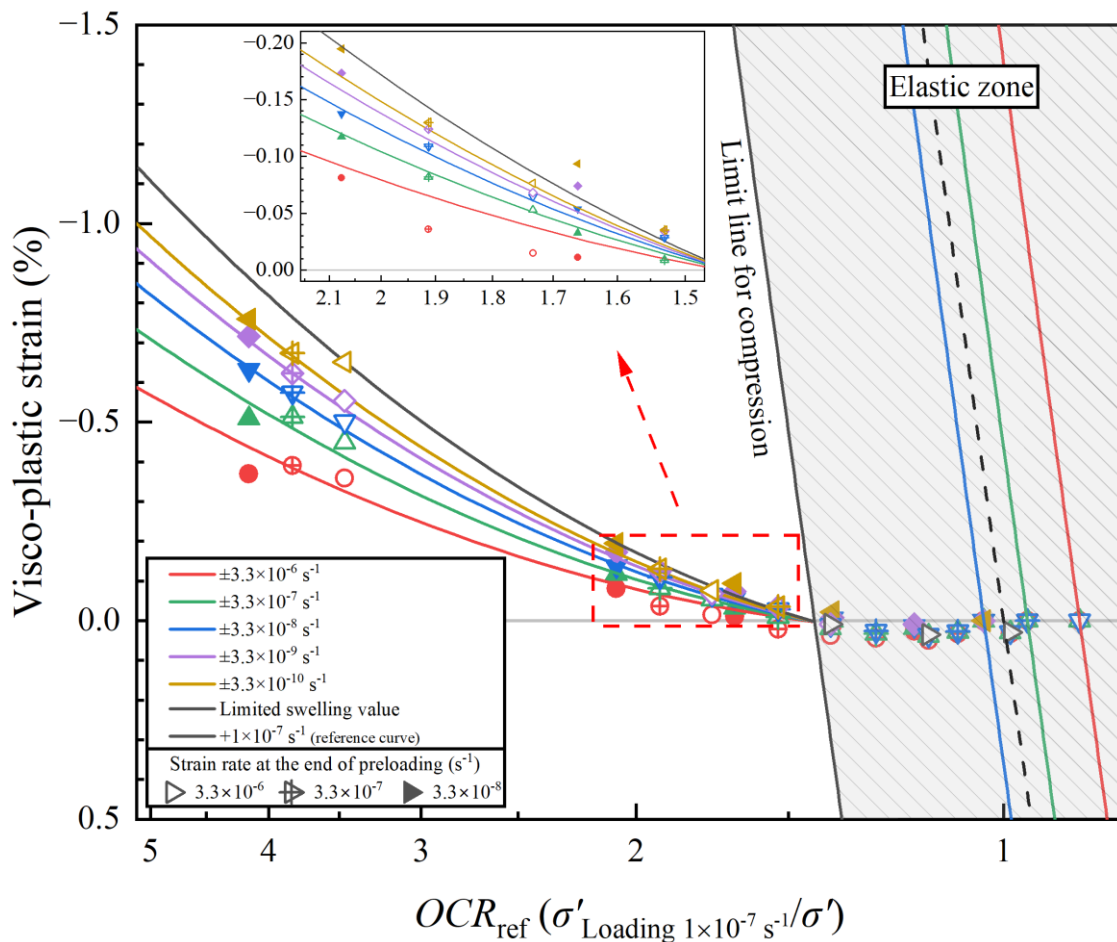 −1.5
−1.0
−0.5
0.0
0.5
Visco-plastic strain (%)
−0.20
−0.15
−0.10
−0.05
0.00
2.1
2
1.9
1.8
1.7
1.6
1.5
Elastic zone
Limit line for compression
±3.3×10⁻⁶ s⁻¹
±3.3×10⁻⁷ s⁻¹
±3.3×10⁻⁸ s⁻¹
±3.3×10⁻⁹ s⁻¹
±3.3×10⁻¹⁰ s⁻¹
Limited swelling value
+1×10⁻⁷ s⁻¹ (reference curve)
Strain rate at the end of preloading (s⁻¹)
3.3×10⁻⁶ 3.3×10⁻⁷ 3.3×10⁻⁸
5 4 3 2 1
OCRref (σ′Loading 1×10⁻⁷ s⁻¹/σ′)